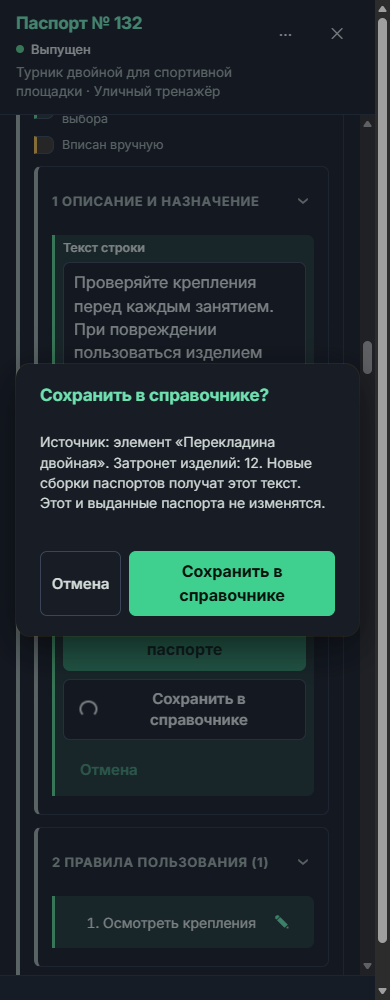 Паспорт № 132
...
Выпущен
Турник двойной для спортивной
площадки · Уличный тренажёр
выбора
Вписан вручную
1 ОПИСАНИЕ И НАЗНАЧЕНИЕ
Текст строки
Проверяйте крепления
перед каждым занятием.
При повреждении
пользоваться изделием
Сохранить в справочнике?
Источник: элемент «Перекладина
двойная». Затронет изделий: 12. Новые
сборки паспортов получат этот текст.
Этот и выданные паспорта не изменятся.
Отмена
Сохранить в
справочнике
паспорте
Сохранить в
справочнике
Отмена
2 ПРАВИЛА ПОЛЬЗОВАНИЯ (1)
1. Осмотреть крепления